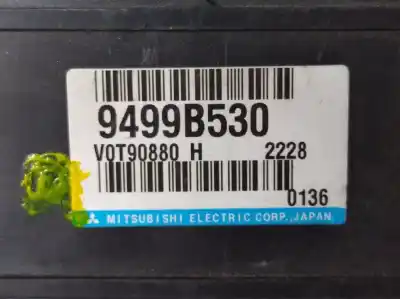 9499B530
V0T90880 H 2228
0136
MITSUBISHI ELECTRIC CORP.,JAPAN